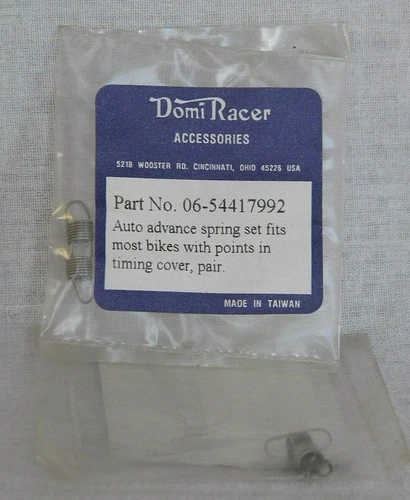 Domi Racer
ACCESSORIES
5218 WOOSTER RD. CINCINNATI, OHIO 45226 USA
Part No. 06-54417992
Auto advance spring set fits
most bikes with points in
timing cover, pair.
MADE IN TAIWAN